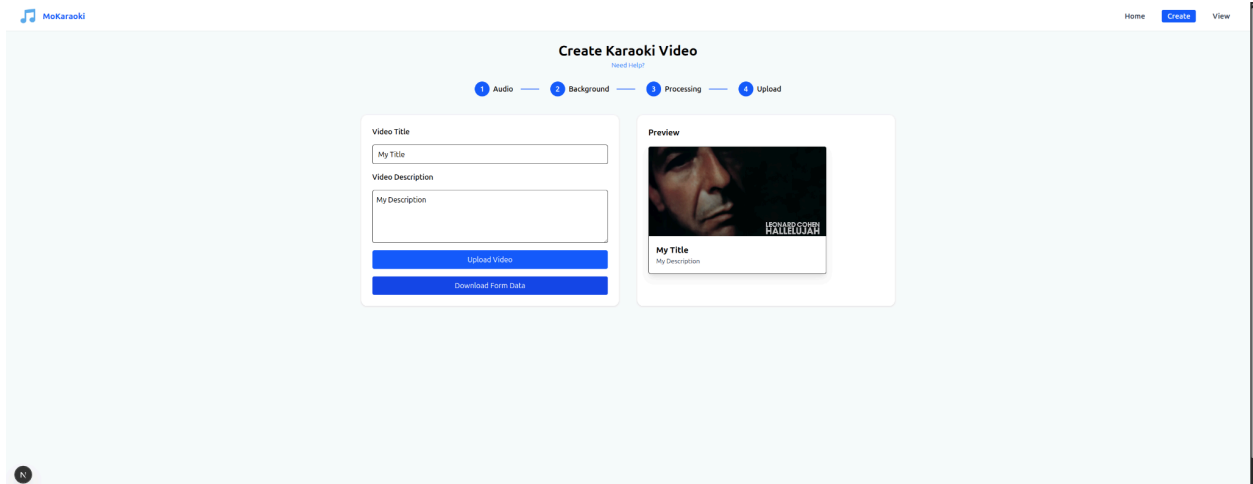 MoKaraoki
Home Create View
Create Karaoki Video
Need Help?
1 Audio 2 Background 3 Processing 4 Upload
Video Title
My Title
Video Description
My Description
Upload Video
Download Form Data
Preview
LEONARD COHEN
HALLELUJAH
My Title
My Description
N